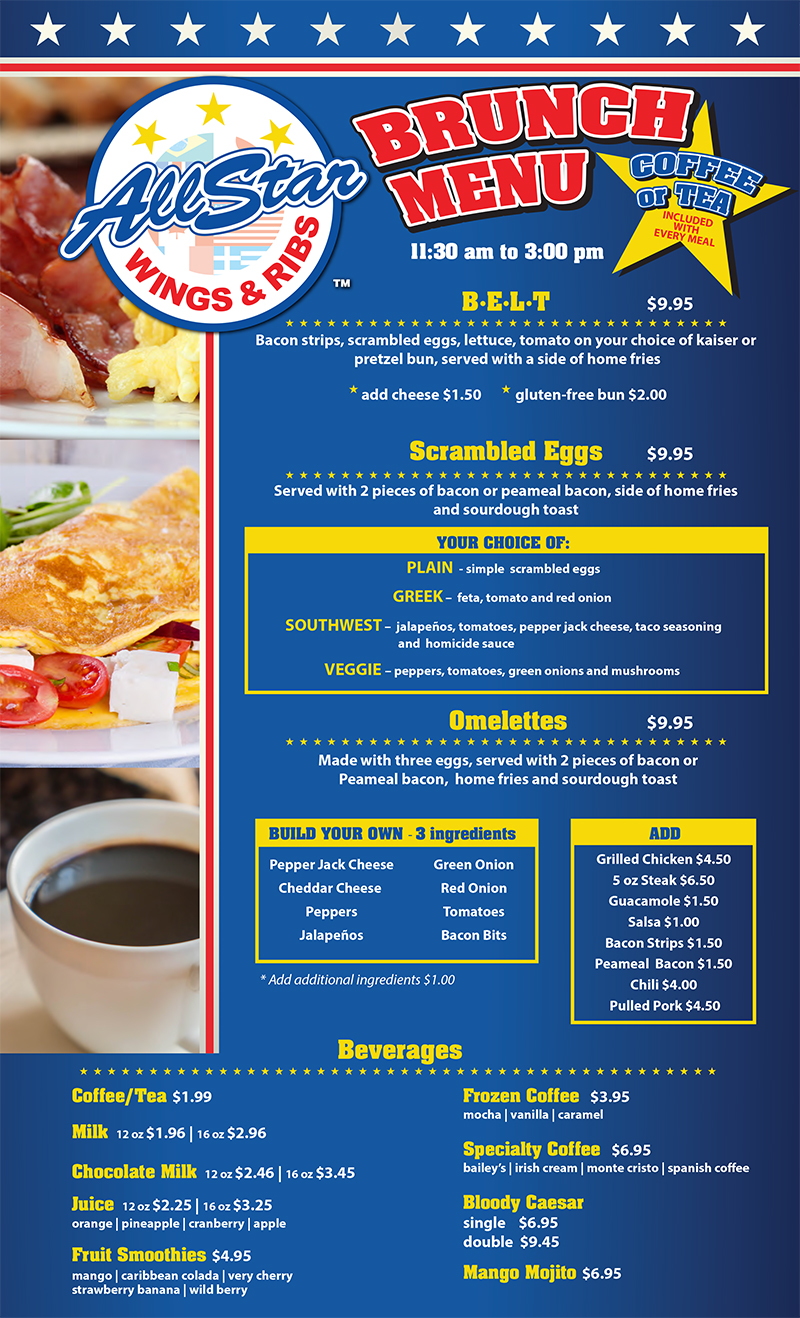 BRUNCH
MENU
COFFEE
or TEA
INCLUDED
WITH
EVERY MEAL
AllStar
WINGS & RIBS
TM
11:30 am to 3:00 pm
B•E•L•T $9.95
Bacon strips, scrambled eggs, lettuce, tomato on your choice of kaiser or
pretzel bun, served with a side of home fries
add cheese $1.50 gluten-free bun $2.00
Scrambled Eggs $9.95
Served with 2 pieces of bacon or peameal bacon, side of home fries
and sourdough toast
YOUR CHOICE OF:
PLAIN - simple scrambled eggs
GREEK – feta, tomato and red onion
SOUTHWEST – jalapeños, tomatoes, pepper jack cheese, taco seasoning
and homicide sauce
VEGGIE – peppers, tomatoes, green onions and mushrooms
Omelettes $9.95
Made with three eggs, served with 2 pieces of bacon or
Peameal bacon, home fries and sourdough toast
BUILD YOUR OWN - 3 ingredients
Pepper Jack Cheese Green Onion
Cheddar Cheese Red Onion
Peppers Tomatoes
Jalapeños Bacon Bits
* Add additional ingredients $1.00
ADD
Grilled Chicken $4.50
5 oz Steak $6.50
Guacamole $1.50
Salsa $1.00
Bacon Strips $1.50
Peameal Bacon $1.50
Chili $4.00
Pulled Pork $4.50
Beverages
Coffee/Tea $1.99
Milk 12 oz $1.96 | 16 oz $2.96
Chocolate Milk 12 oz $2.46 | 16 oz $3.45
Juice 12 oz $2.25 | 16 oz $3.25
orange | pineapple | cranberry | apple
Fruit Smoothies $4.95
mango | caribbean colada | very cherry
strawberry banana | wild berry
Frozen Coffee $3.95
mocha | vanilla | caramel
Specialty Coffee $6.95
bailey's | irish cream | monte cristo | spanish coffee
Bloody Caesar
single $6.95
double $9.45
Mango Mojito $6.95